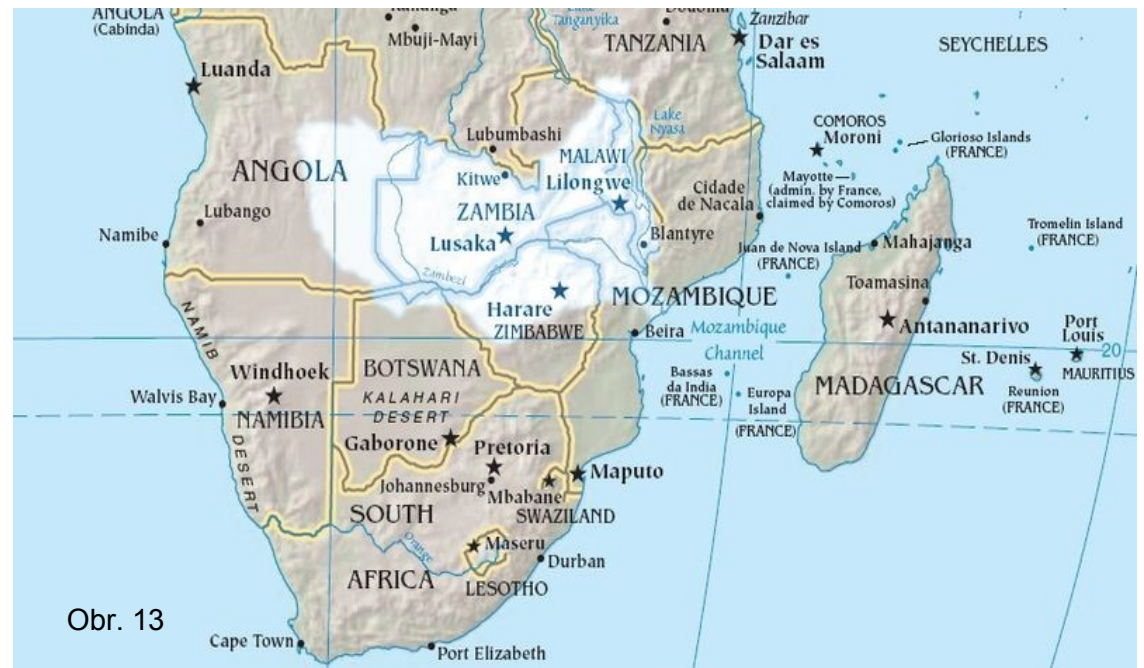 ANGOLA
(Cabinda)
Luanda
Mbuji-Mayi
Lake
Tanganyika
TANZANIA
Zanzibar
Dar es
Salaam
SEYCHELLES
Lubumbashi
Lake
Nyasa
COMOROS
Moroni
Glorioso Islands
(FRANCE)
ANGOLA
Kitwe
MALAWI
Lilongwe
Mayotte
(admin. by France,
claimed by Comoros)
Cidade
de Nacala
Lubango
ZAMBIA
Lusaka
Namibe
Blantyre
Juan de Nova Island
(FRANCE)
Mahajanga
Tromelin Island
(FRANCE)
Zambezi
Harare
ZIMBABWE
MOZAMBIQUE
Toamasina
Antananarivo
Beira
Mozambique
Channel
Port
Louis
20
MAURITIUS
St. Denis
Reunion
(FRANCE)
NAMIB
DESERT
Windhoek
NAMIBIA
Walvis Bay
BOTSWANA
KALAHARI
DESERT
Gaborone
Bassas
da India
(FRANCE)
Europa
Island
(FRANCE)
MADAGASCAR
Pretoria
Johannesburg
Mbabane
Maputo
SWAZILAND
SOUTH
AFRICA
Orange
Maseru
LESOTHO
Durban
Obr. 13
Cape Town
Port Elizabeth